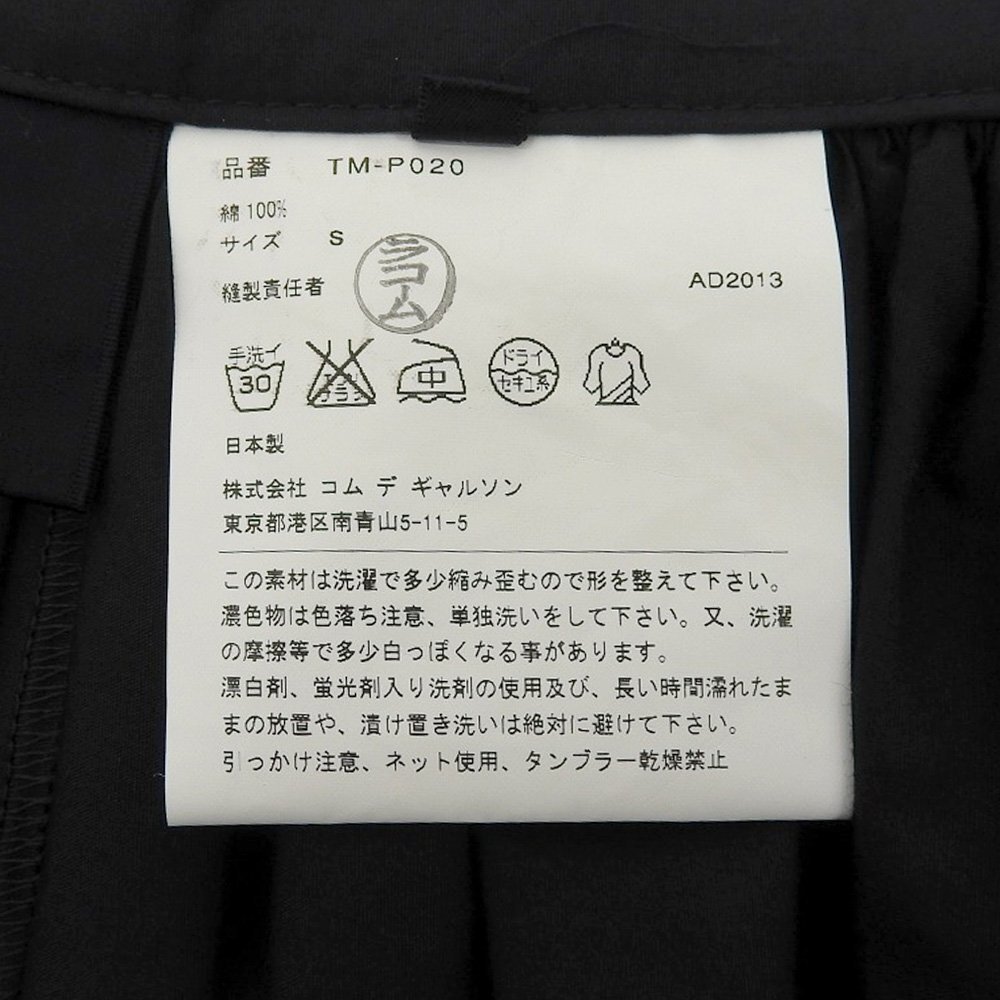 品番 TM-P020
綿 100%
サイズ S
ラコム
縫製責任者
AD2013
手洗イ
30
エンソ
サラシ
中
ドライ
セキユ系
日本製
株式会社 コム デ ギャルソン
東京都港区南青山5-11-5
この素材は洗濯で多少縮み歪むので形を整えて下さい。
濃色物は色落ち注意、単独洗いをして下さい。又、洗濯
の摩擦等で多少白っぽくなる事があります。
漂白剤、蛍光剤入り洗剤の使用及び、長い時間濡れたま
まの放置や、漬け置き洗いは絶対に避けて下さい。
引っかけ注意、ネット使用、タンブラー乾燥禁止